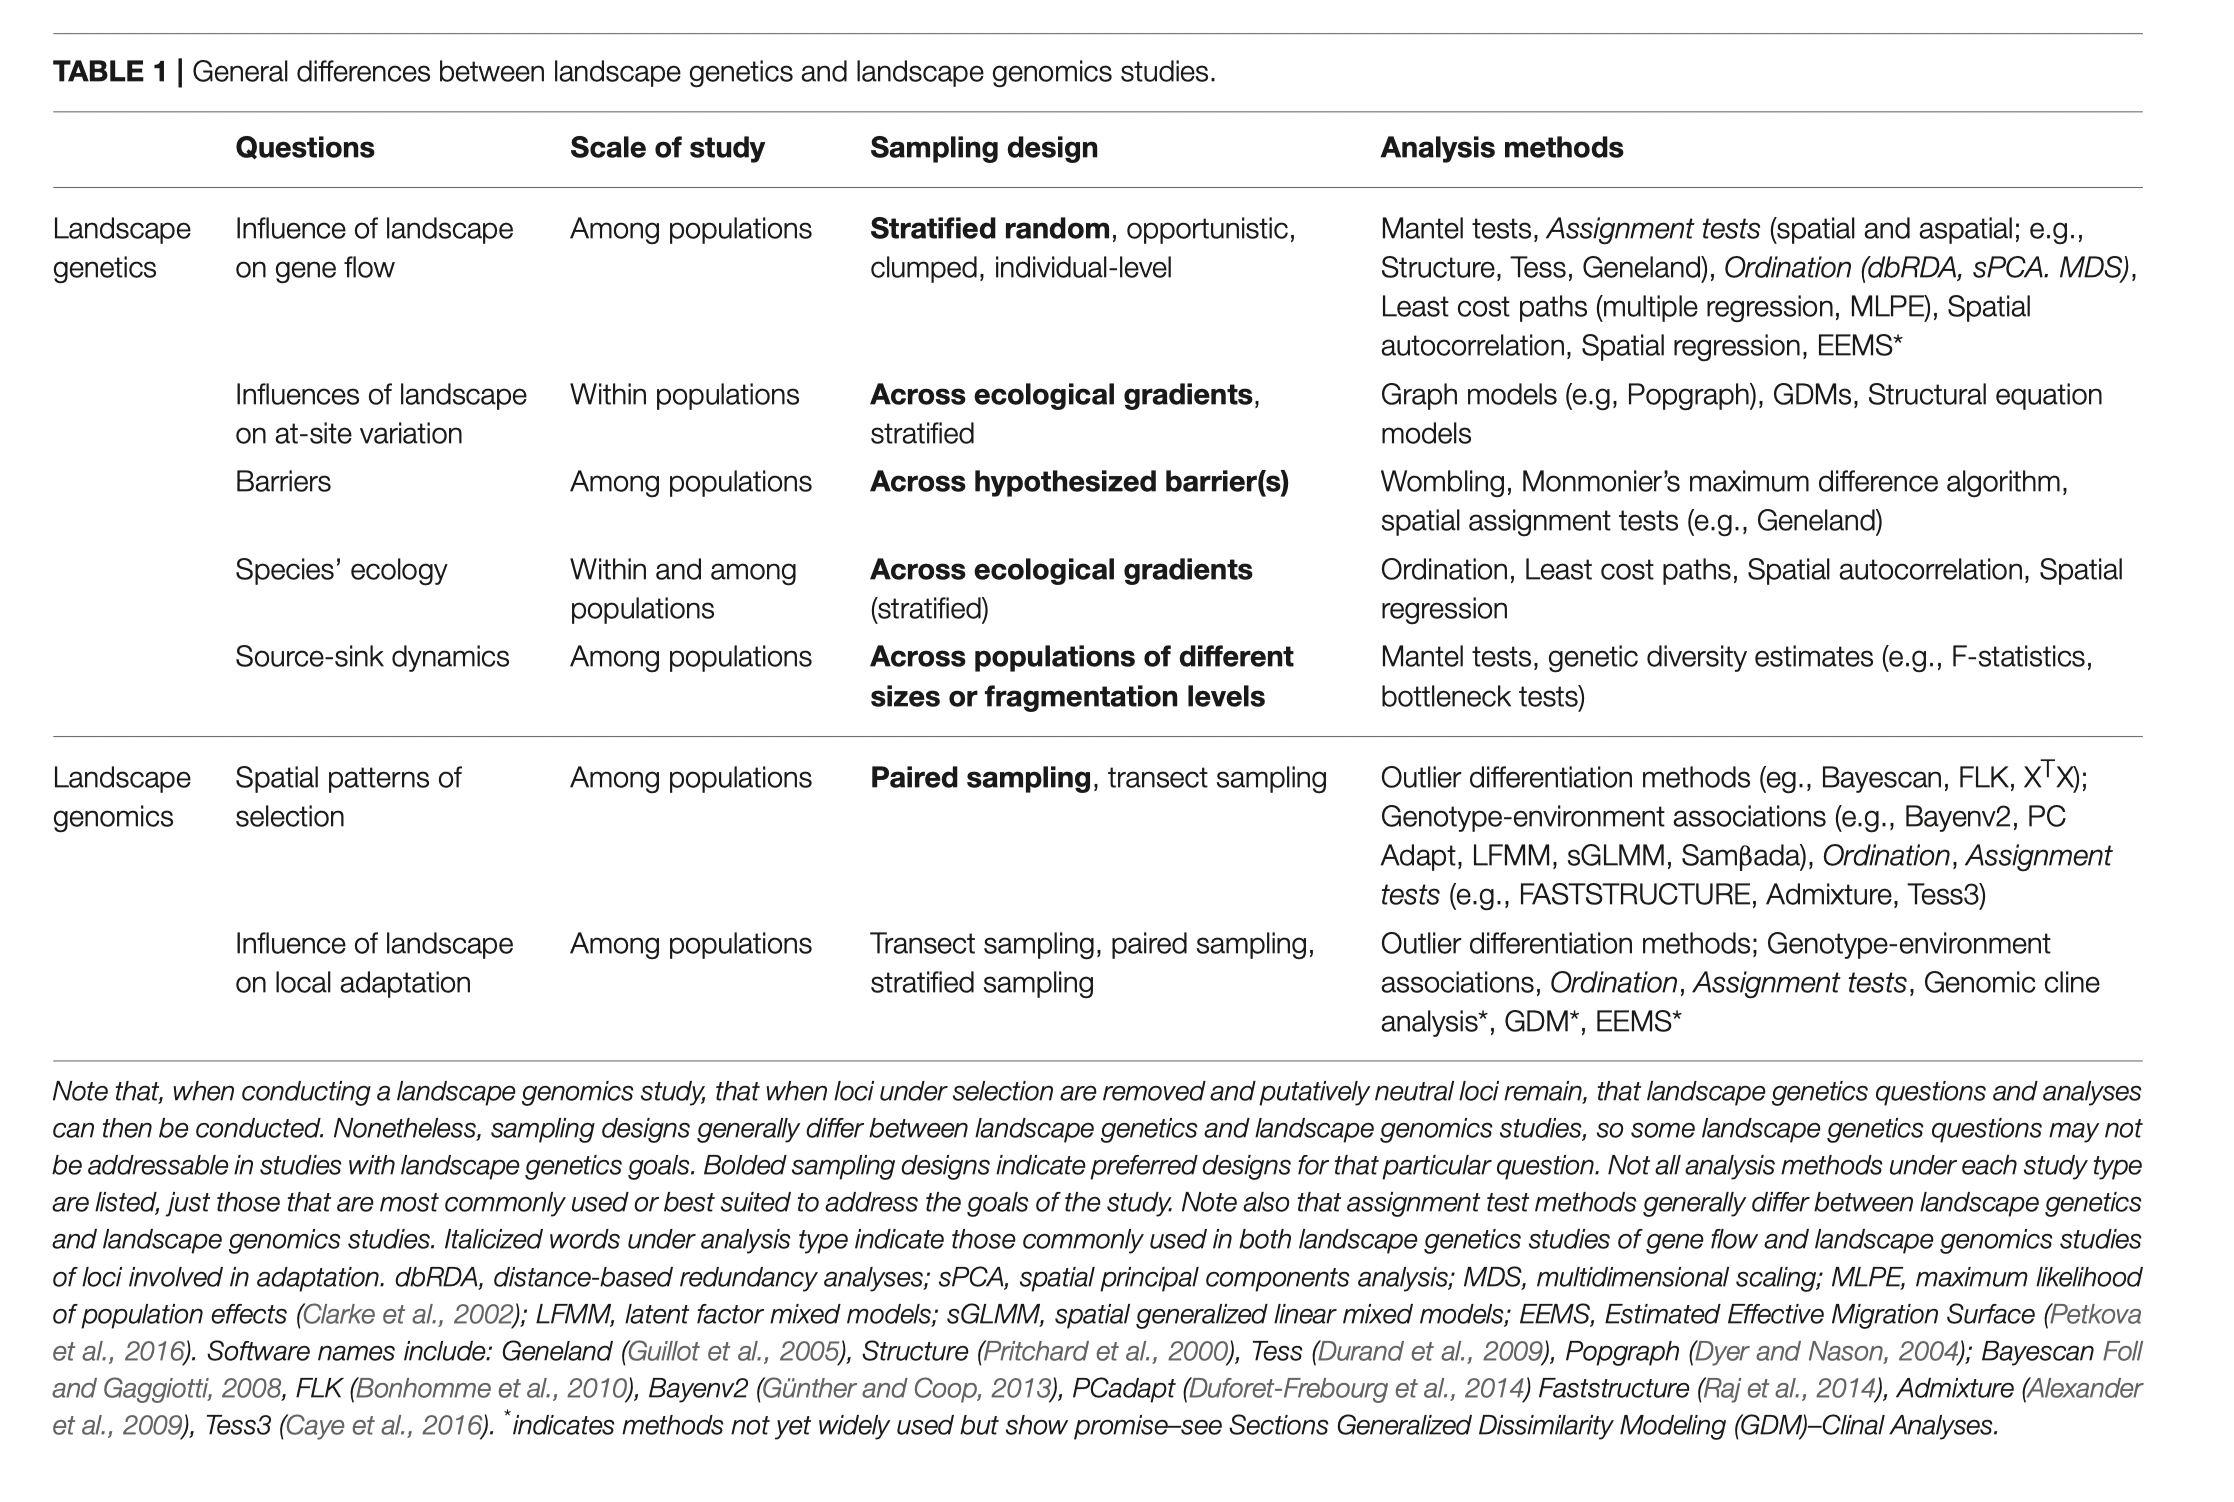 TABLE 1 | General differences between landscape genetics and landscape genomics studies.
Questions Scale of study Sampling design Analysis methods
Landscape Influence of landscape Among populations Stratified random, opportunistic, Mantel tests, Assignment tests (spatial and aspatial; e.g.,
genetics on gene flow clumped, individual-level Structure, Tess, Geneland), Ordination (dbRDA, sPCA. MDS),
Least cost paths (multiple regression, MLPE), Spatial
autocorrelation, Spatial regression, EEMS*
Influences of landscape Within populations Across ecological gradients, Graph models (e.g, Popgraph), GDMs, Structural equation
on at-site variation stratified models
Barriers Among populations Across hypothesized barrier(s) Wombling, Monmonier’s maximum difference algorithm,
spatial assignment tests (e.g., Geneland)
Species’ ecology Within and among Across ecological gradients Ordination, Least cost paths, Spatial autocorrelation, Spatial
populations (stratified) regression
Source-sink dynamics Among populations Across populations of different Mantel tests, genetic diversity estimates (e.g., F-statistics,
sizes or fragmentation levels bottleneck tests)
Landscape Spatial patterns of Among populations Paired sampling, transect sampling Outlier differentiation methods (eg., Bayescan, FLK, XᵀX);
genomics selection Genotype-environment associations (e.g., Bayenv2, PC
Adapt, LFMM, sGLMM, Samβada), Ordination, Assignment
tests (e.g., FASTSTRUCTURE, Admixture, Tess3)
Influence of landscape Among populations Transect sampling, paired sampling, Outlier differentiation methods; Genotype-environment
on local adaptation stratified sampling associations, Ordination, Assignment tests, Genomic cline
analysis*, GDM*, EEMS*
Note that, when conducting a landscape genomics study, that when loci under selection are removed and putatively neutral loci remain, that landscape genetics questions and analyses
can then be conducted. Nonetheless, sampling designs generally differ between landscape genetics and landscape genomics studies, so some landscape genetics questions may not
be addressable in studies with landscape genetics goals. Bolded sampling designs indicate preferred designs for that particular question. Not all analysis methods under each study type
are listed, just those that are most commonly used or best suited to address the goals of the study. Note also that assignment test methods generally differ between landscape genetics
and landscape genomics studies. Italicized words under analysis type indicate those commonly used in both landscape genetics studies of gene flow and landscape genomics studies
of loci involved in adaptation. dbRDA, distance-based redundancy analyses; sPCA, spatial principal components analysis; MDS, multidimensional scaling; MLPE, maximum likelihood
of population effects (Clarke et al., 2002); LFMM, latent factor mixed models; sGLMM, spatial generalized linear mixed models; EEMS, Estimated Effective Migration Surface (Petkova
et al., 2016). Software names include: Geneland (Guillot et al., 2005), Structure (Pritchard et al., 2000), Tess (Durand et al., 2009), Popgraph (Dyer and Nason, 2004); Bayescan Foll
and Gaggiotti, 2008, FLK (Bonhomme et al., 2010), Bayenv2 (Günther and Coop, 2013), PCadapt (Duforet-Frebourg et al., 2014) Faststructure (Raj et al., 2014), Admixture (Alexander
et al., 2009), Tess3 (Caye et al., 2016). *indicates methods not yet widely used but show promise—see Sections Generalized Dissimilarity Modeling (GDM)–Clinal Analyses.